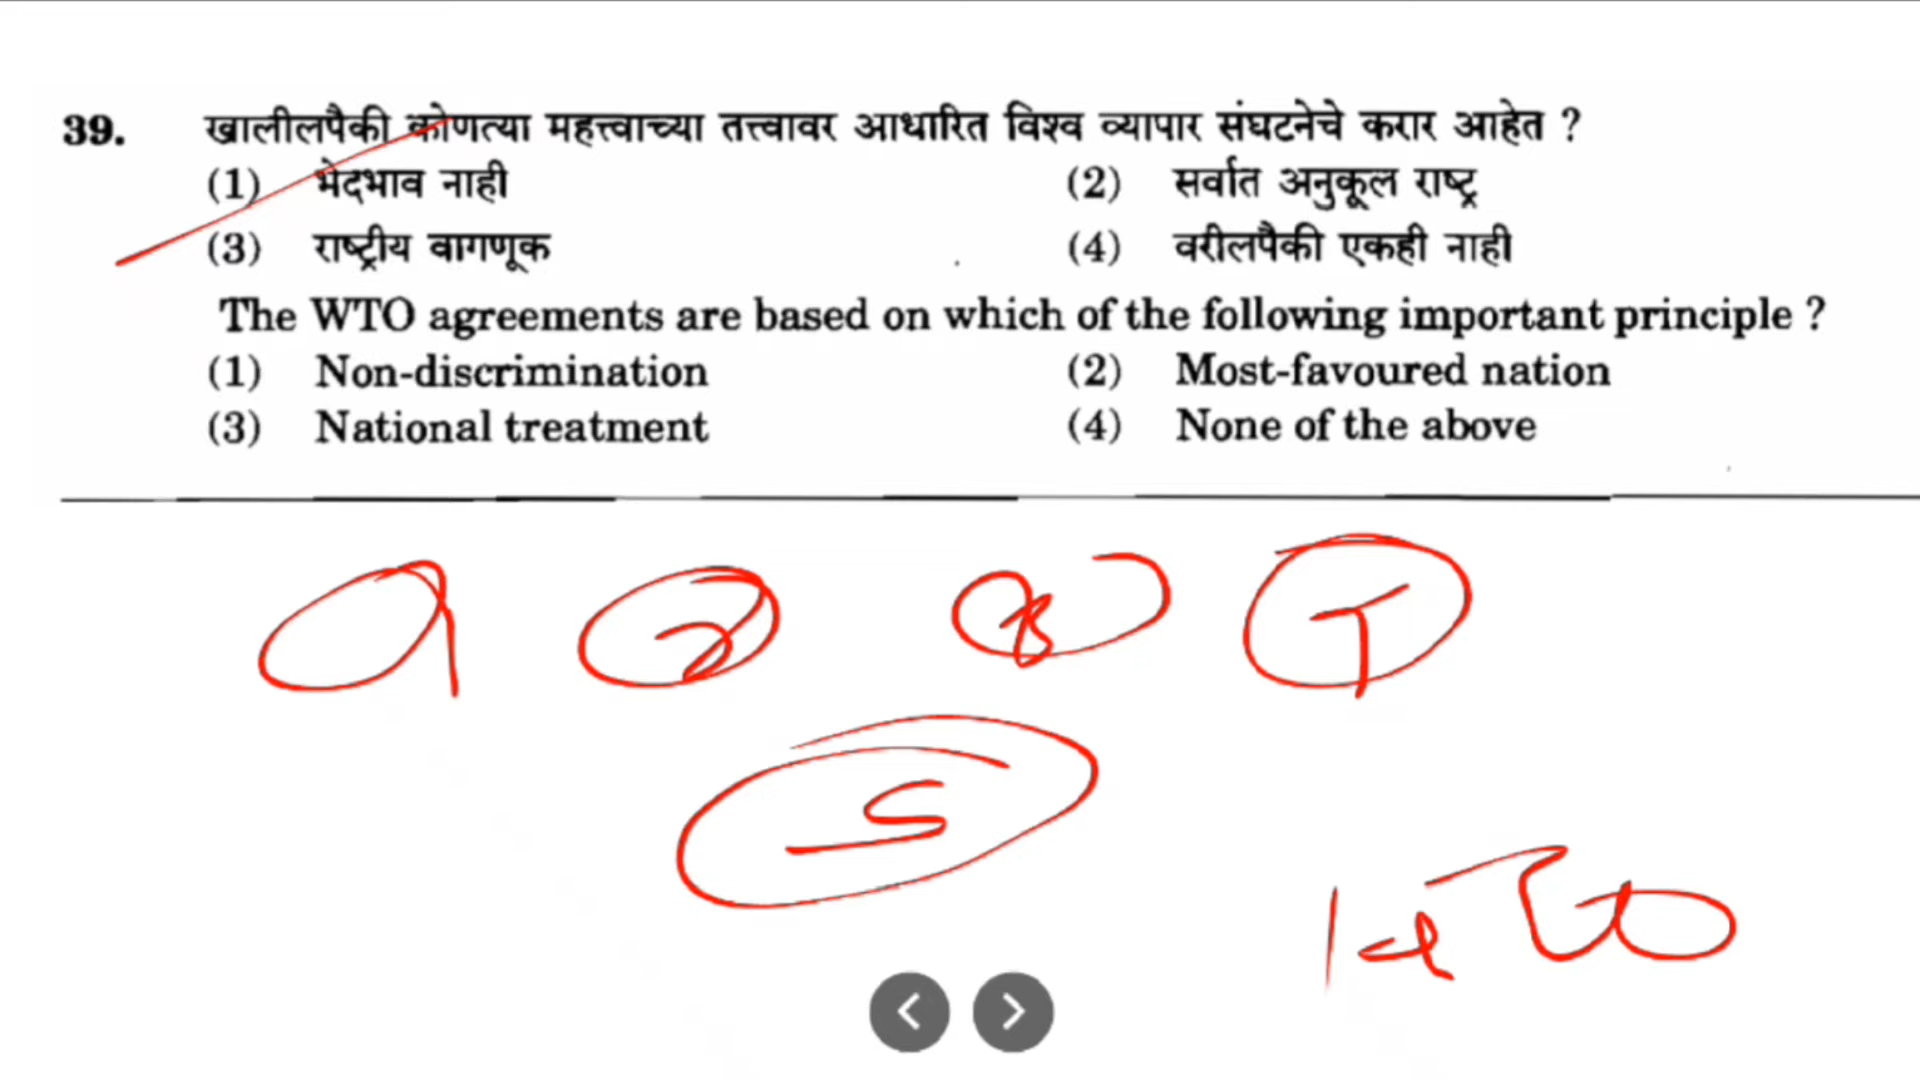 39. खालीलपैकी कोणत्या महत्त्वाच्या तत्त्वावर आधारित विश्व व्यापार संघटनेचे करार आहेत ?
(1) भेदभाव नाही (2) सर्वात अनुकूल राष्ट्र
(3) राष्ट्रीय वागणूक (4) वरीलपैकी एकही नाही
The WTO agreements are based on which of the following important principle ?
(1) Non-discrimination (2) Most-favoured nation
(3) National treatment (4) None of the above